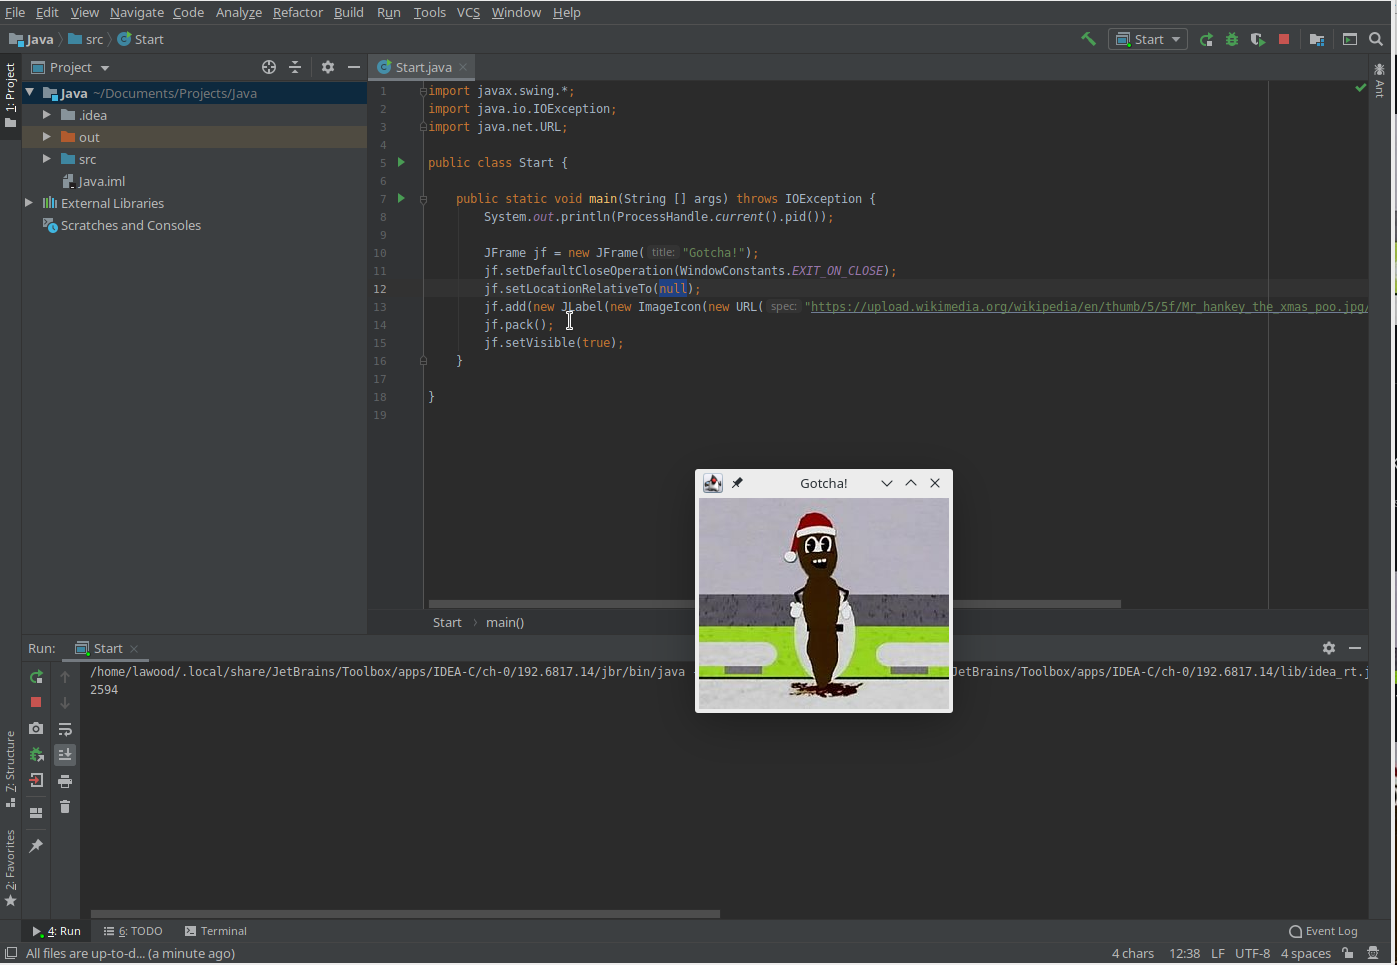 File Edit View Navigate Code Analyze Refactor Build Run Tools VCS Window Help
Java src Start
Start
1: Project
Project
Start.java
Ant
Java ~/Documents/Projects/Java
.idea
out
src
Java.iml
External Libraries
Scratches and Consoles
1 import javax.swing.*;
2 import java.io.IOException;
3 import java.net.URL;
4
5 public class Start {
6
7 public static void main(String [] args) throws IOException {
8 System.out.println(ProcessHandle.current().pid());
9
10 JFrame jf = new JFrame( title: "Gotcha!");
11 jf.setDefaultCloseOperation(WindowConstants.EXIT_ON_CLOSE);
12 jf.setLocationRelativeTo(null);
13 jf.add(new JLabel(new ImageIcon(new URL( spec: "https://upload.wikimedia.org/wikipedia/en/thumb/5/5f/Mr_hankey_the_xmas_poo.jpg/
14 jf.pack();
15 jf.setVisible(true);
16 }
17
18 }
19
Gotcha!
Start main()
Run: Start
/home/lawood/.local/share/JetBrains/Toolbox/apps/IDEA-C/ch-0/192.6817.14/jbr/bin/java
JetBrains/Toolbox/apps/IDEA-C/ch-0/192.6817.14/lib/idea_rt.j
2594
7: Structure
2: Favorites
4: Run 6: TODO Terminal
Event Log
All files are up-to-d... (a minute ago)
4 chars 12:38 LF UTF-8 4 spaces